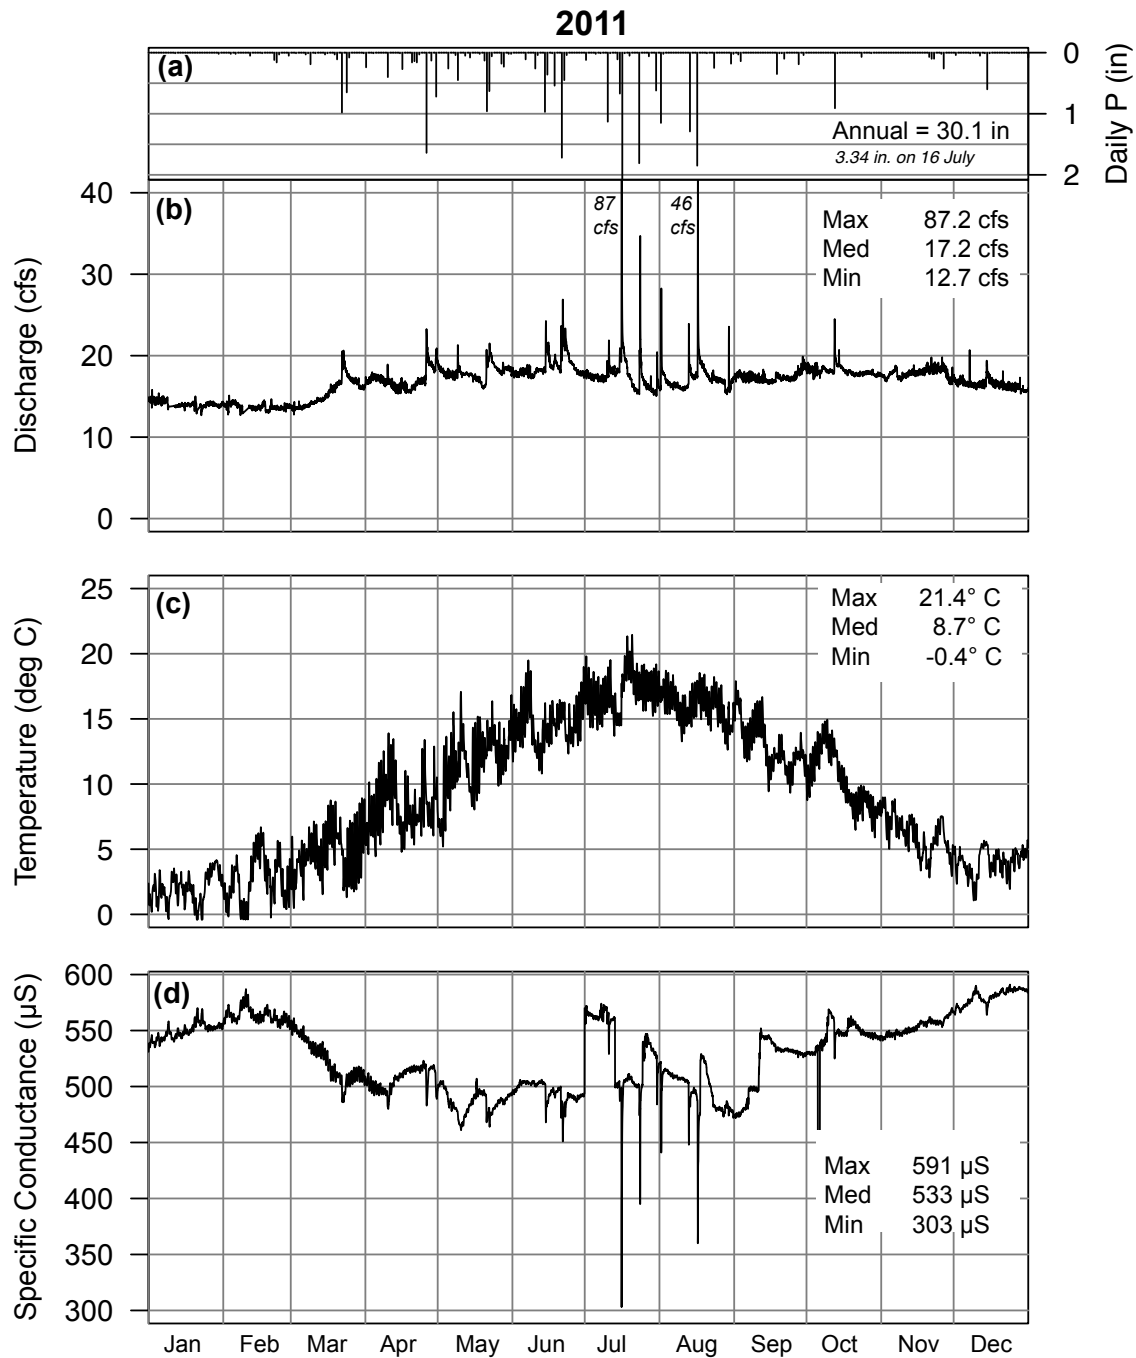 2011
(a)
0
1
2
Daily P (in)
Annual = 30.1 in
3.34 in. on 16 July
(b)
40
30
20
10
0
Discharge (cfs)
87
cfs
46
cfs
Max 87.2 cfs
Med 17.2 cfs
Min 12.7 cfs
(c)
25
20
15
10
5
0
Temperature (deg C)
Max 21.4° C
Med 8.7° C
Min -0.4° C
(d)
600
550
500
450
400
350
300
Specific Conductance (µS)
Max 591 µS
Med 533 µS
Min 303 µS
Jan Feb Mar Apr May Jun Jul Aug Sep Oct Nov Dec